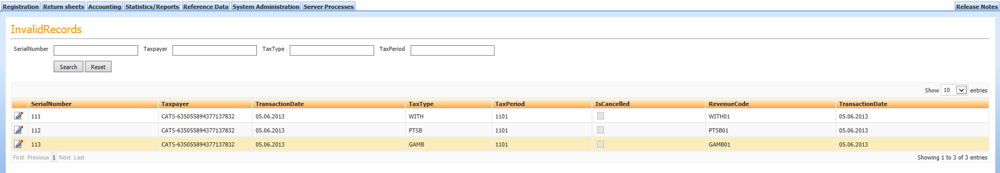 Registration Return sheets Accounting Statistics/Reports Reference Data System Administration Server Processes Release Notes
InvalidRecords
SerialNumber Taxpayer TaxType TaxPeriod
Search Reset
Show 10 entries
SerialNumber Taxpayer TransactionDate TaxType TaxPeriod IsCancelled RevenueCode TransactionDate
111 CATS-635055894377137832 05.06.2013 WITH 1101 WITH01 05.06.2013
112 CATS-635055894377137832 05.06.2013 PTSB 1101 PTSB01 05.06.2013
113 CATS-635055894377137832 05.06.2013 GAMB 1101 GAMB01 05.06.2013
First Previous 1 Next Last Showing 1 to 3 of 3 entries